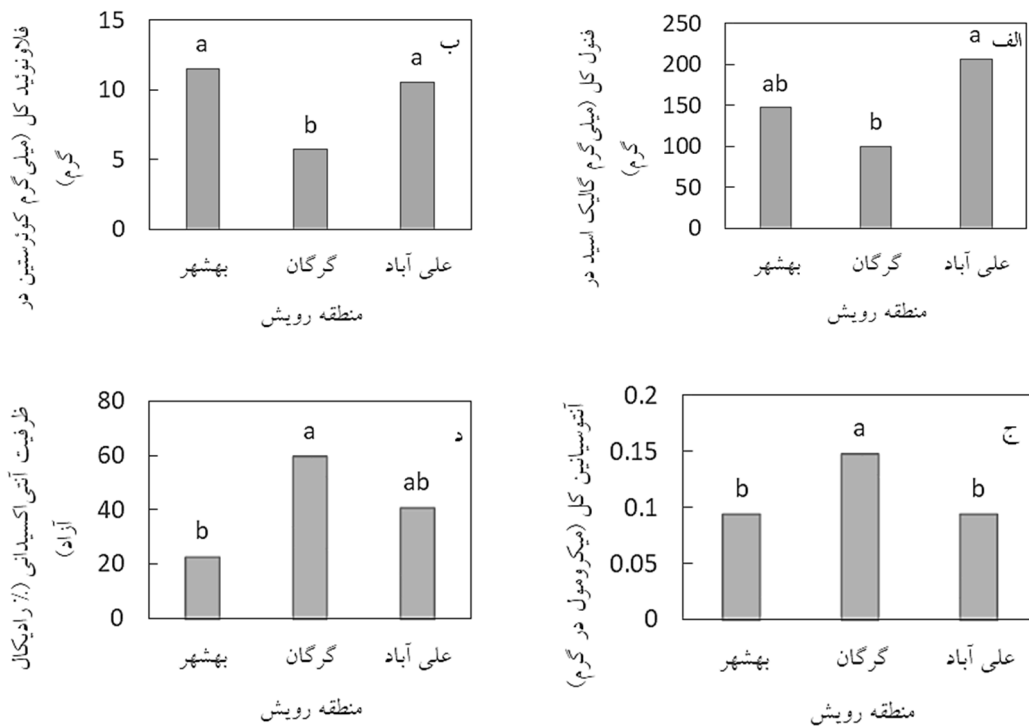 الف
فنول کل (میلی‌گرم گالیک اسید در
گرم)
250
200
150
100
50
0
ab
b
a
بهشهر
گرگان
علی آباد
منطقه رویش
ب
فلاونوئید کل (میلی‌گرم کوئرستین در
گرم)
15
10
5
0
a
b
a
بهشهر
گرگان
علی آباد
منطقه رویش
ج
آنتوسیانین کل (میکرومول در گرم)
0.2
0.15
0.1
0.05
0
b
a
b
بهشهر
گرگان
علی آباد
منطقه رویش
د
ظرفیت آنتی‌اکسیدانی (٪ رادیکال
آزاد)
80
60
40
20
0
b
a
ab
بهشهر
گرگان
علی آباد
منطقه رویش